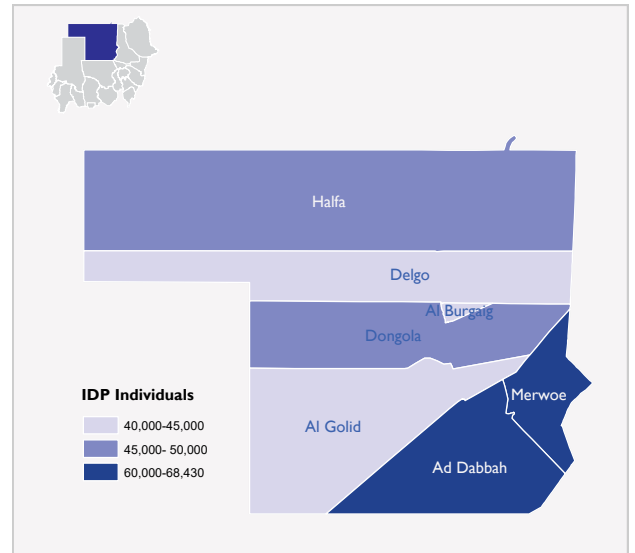 Halfa
Delgo
Al Burgaig
Dongola
IDP Individuals
40,000-45,000
45,000- 50,000
60,000-68,430
Merwoe
Al Golid
Ad Dabbah